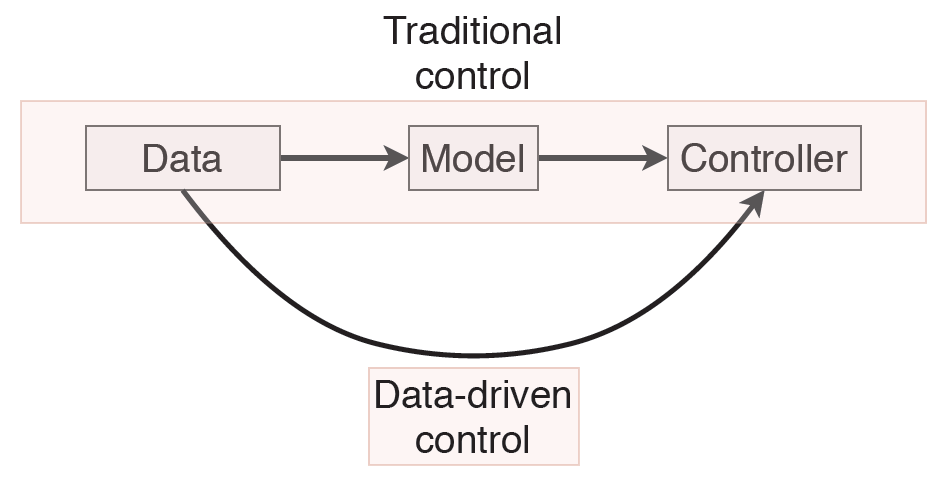 Traditional
control
Data
Model
Controller
Data-driven
control